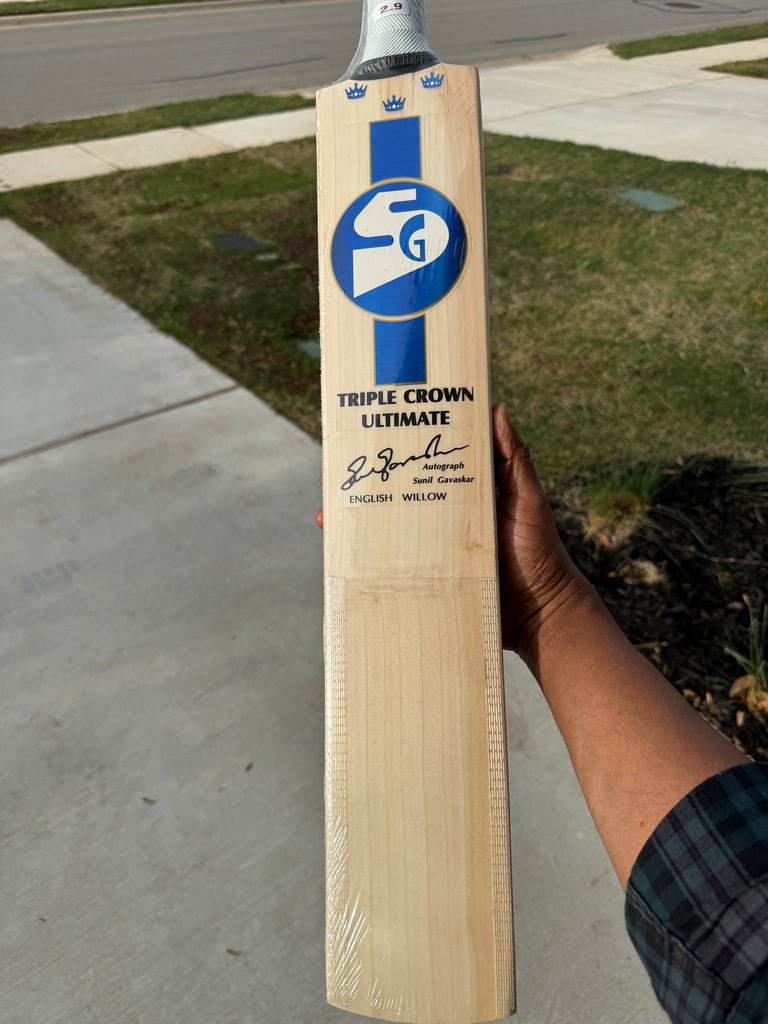 2.9
SG
TRIPLE CROWN
ULTIMATE
Autograph
Sunil Gavaskar
ENGLISH WILLOW